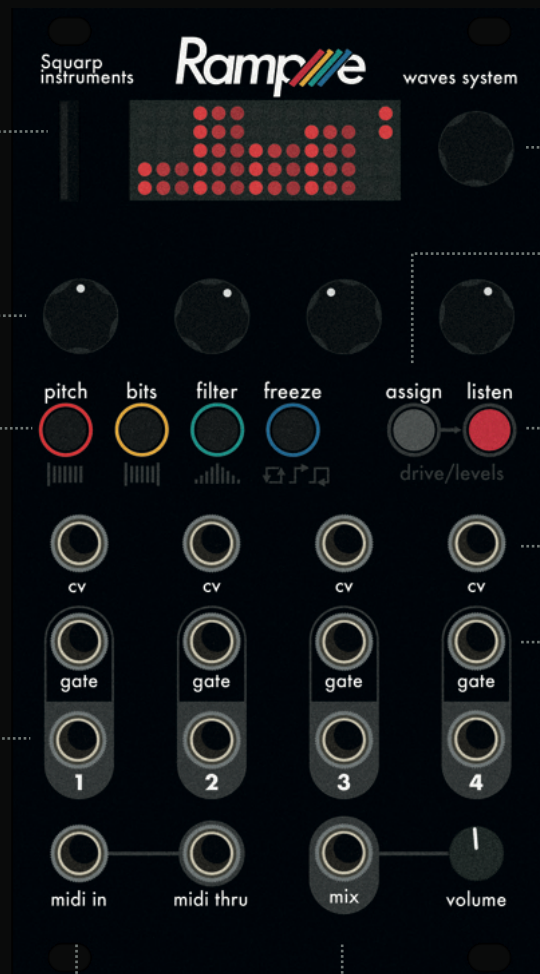 Squarp
instruments
Rample
waves system
pitch bits filter freeze assign listen
drive/levels
cv cv cv cv
gate gate gate gate
1 2 3 4
midi in midi thru mix volume